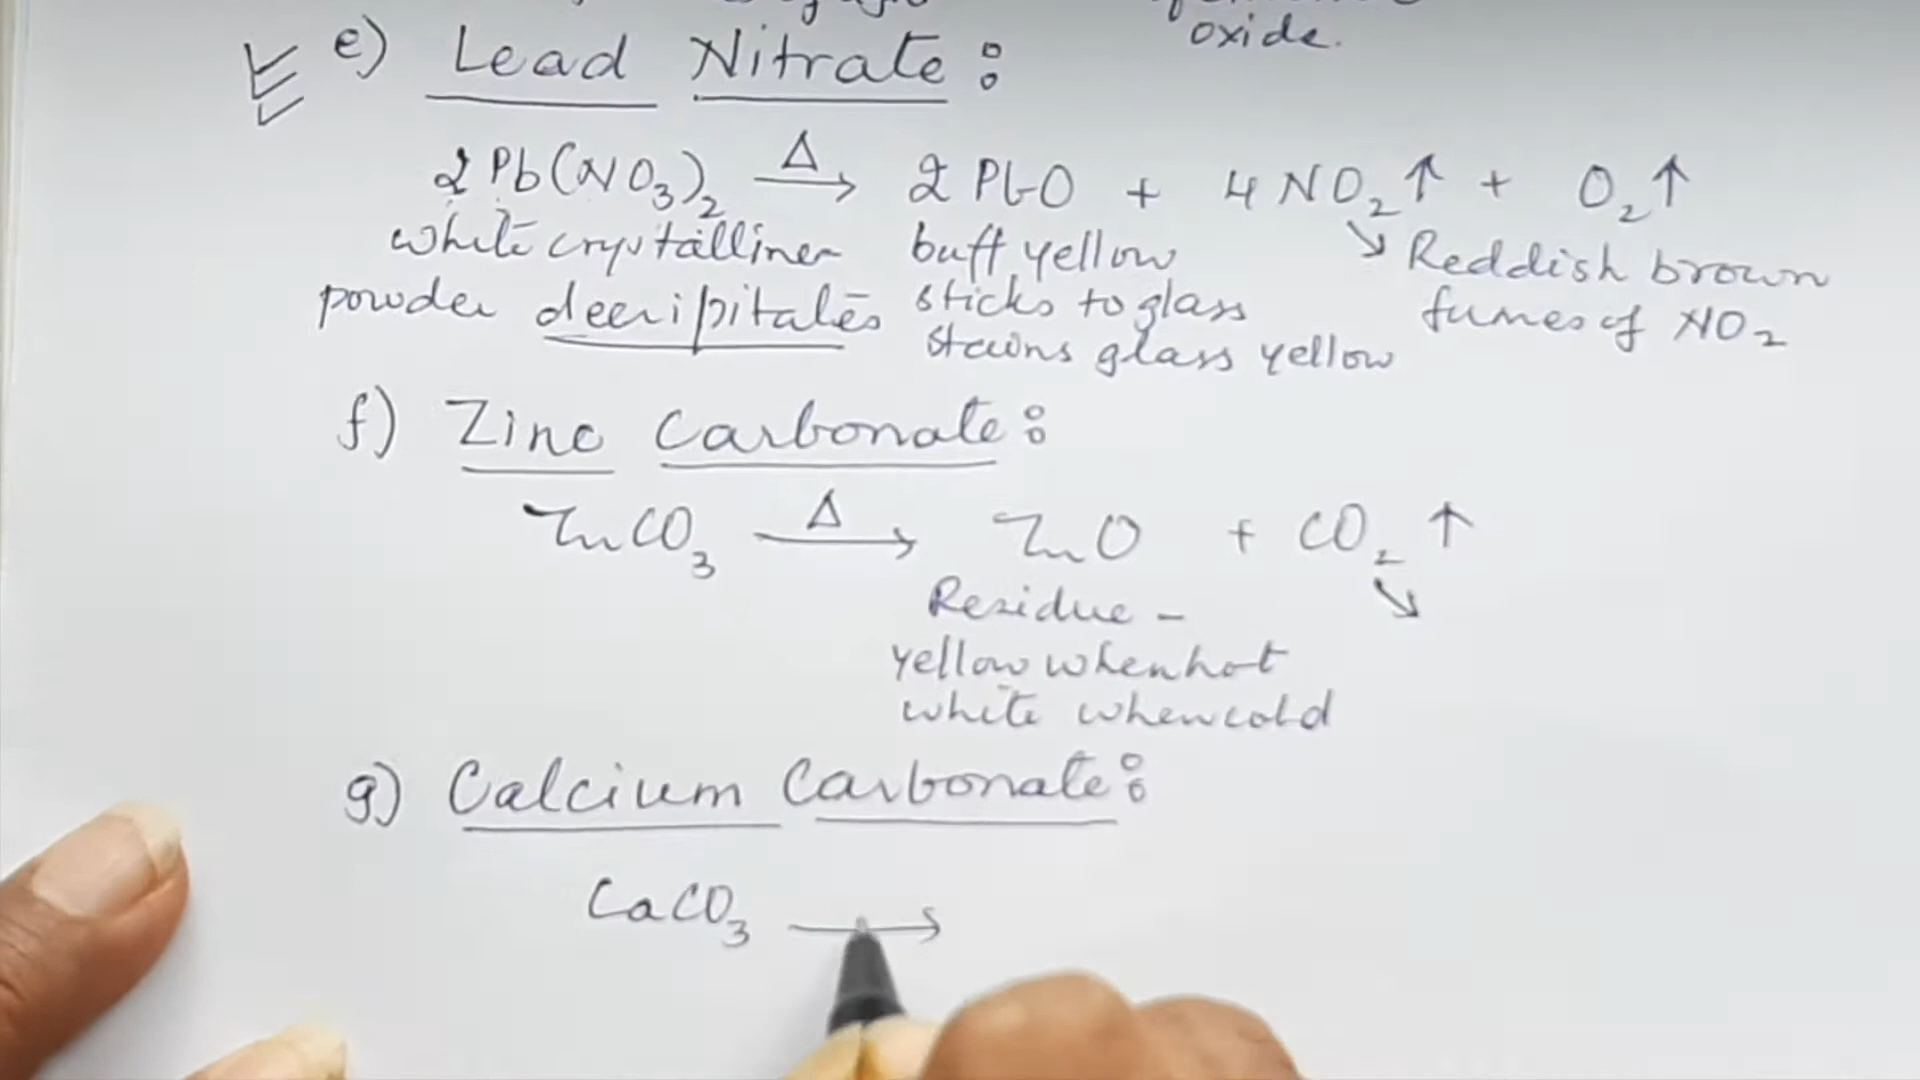 oxide.
e) Lead Nitrate:
2Pb(NO₃)₂ Δ→ 2PbO + 4NO₂↑ + O₂↑
white crystalline buff yellow ↘ Reddish brown
powder decripitates sticks to glass fumes of NO₂
stains glass yellow
f) Zinc Carbonate:
ZnCO₃ Δ→ ZnO + CO₂↑
Residue - ↘
yellow when hot
white when cold
g) Calcium Carbonate:
CaCO₃ →